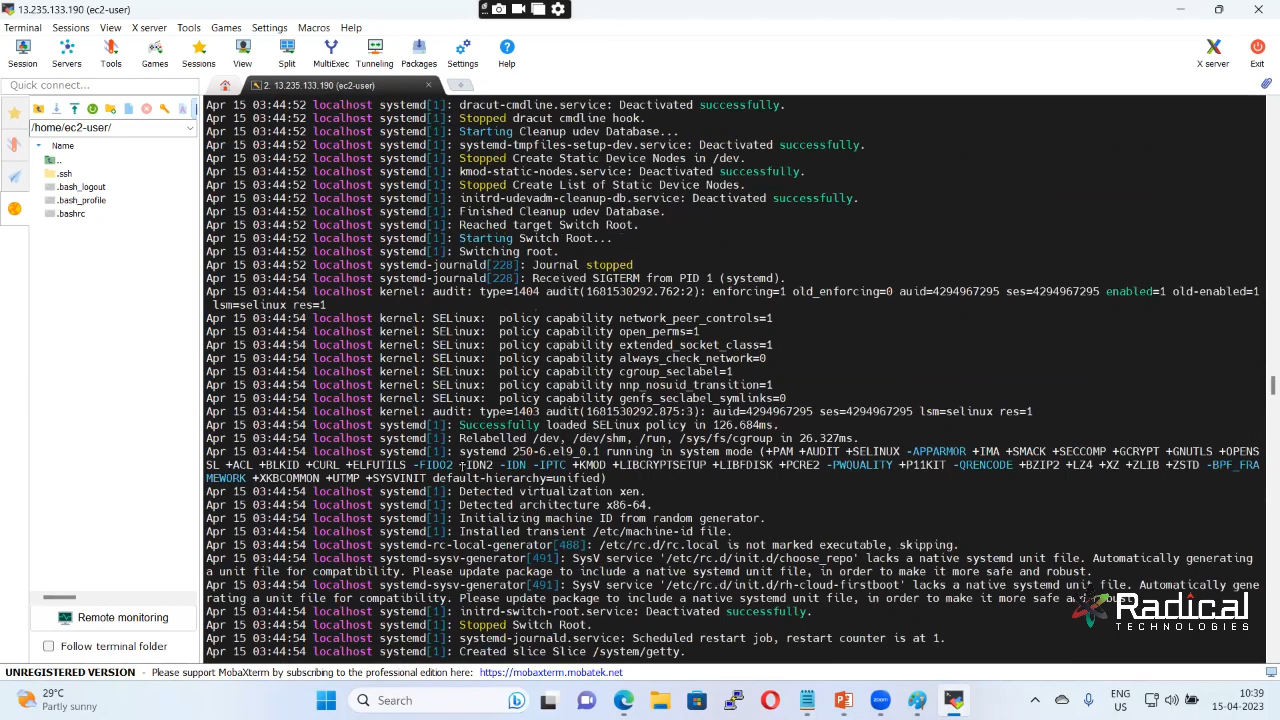 13.235.133.190 (ec2-user)
Terminal Sessions View X server Tools Games Settings Macros Help
Session Servers Tools Games Sessions View Split MultiExec Tunneling Packages Settings Help X server Exit
Quick connect...
2. 13.235.133.190 (ec2-user)
/home/ec2-user/
Name
..
.ssh
.bash_logout
.bash_profile
.bashrc
Apr 15 03:44:52 localhost systemd[1]: dracut-cmdline.service: Deactivated successfully.
Apr 15 03:44:52 localhost systemd[1]: Stopped dracut cmdline hook.
Apr 15 03:44:52 localhost systemd[1]: Starting Cleanup udev Database...
Apr 15 03:44:52 localhost systemd[1]: systemd-tmpfiles-setup-dev.service: Deactivated successfully.
Apr 15 03:44:52 localhost systemd[1]: Stopped Create Static Device Nodes in /dev.
Apr 15 03:44:52 localhost systemd[1]: kmod-static-nodes.service: Deactivated successfully.
Apr 15 03:44:52 localhost systemd[1]: Stopped Create List of Static Device Nodes.
Apr 15 03:44:52 localhost systemd[1]: initrd-udevadm-cleanup-db.service: Deactivated successfully.
Apr 15 03:44:52 localhost systemd[1]: Finished Cleanup udev Database.
Apr 15 03:44:52 localhost systemd[1]: Reached target Switch Root.
Apr 15 03:44:52 localhost systemd[1]: Starting Switch Root...
Apr 15 03:44:52 localhost systemd[1]: Switching root.
Apr 15 03:44:52 localhost systemd-journald[228]: Journal stopped
Apr 15 03:44:54 localhost systemd-journald[228]: Received SIGTERM from PID 1 (systemd).
Apr 15 03:44:54 localhost kernel: audit: type=1404 audit(1681530292.762:2): enforcing=1 old_enforcing=0 auid=4294967295 ses=4294967295 enabled=1 old-enabled=1
lsm=selinux res=1
Apr 15 03:44:54 localhost kernel: SELinux:  policy capability network_peer_controls=1
Apr 15 03:44:54 localhost kernel: SELinux:  policy capability open_perms=1
Apr 15 03:44:54 localhost kernel: SELinux:  policy capability extended_socket_class=1
Apr 15 03:44:54 localhost kernel: SELinux:  policy capability always_check_network=0
Apr 15 03:44:54 localhost kernel: SELinux:  policy capability cgroup_seclabel=1
Apr 15 03:44:54 localhost kernel: SELinux:  policy capability nnp_nosuid_transition=1
Apr 15 03:44:54 localhost kernel: SELinux:  policy capability genfs_seclabel_symlinks=0
Apr 15 03:44:54 localhost kernel: audit: type=1403 audit(1681530292.875:3): auid=4294967295 ses=4294967295 lsm=selinux res=1
Apr 15 03:44:54 localhost systemd[1]: Successfully loaded SELinux policy in 126.684ms.
Apr 15 03:44:54 localhost systemd[1]: Relabelled /dev, /dev/shm, /run, /sys/fs/cgroup in 26.327ms.
Apr 15 03:44:54 localhost systemd[1]: systemd 250-6.el9_0.1 running in system mode (+PAM +AUDIT +SELINUX -APPARMOR +IMA +SMACK +SECCOMP +GCRYPT +GNUTLS +OPENS
SL +ACL +BLKID +CURL +ELFUTILS -FIDO2 +IDN2 -IDN -IPTC +KMOD +LIBCRYPTSETUP +LIBFDISK +PCRE2 -PWQUALITY +P11KIT -QRENCODE +BZIP2 +LZ4 +XZ +ZLIB +ZSTD -BPF_FRA
MEWORK +XKBCOMMON +UTMP +SYSVINIT default-hierarchy=unified)
Apr 15 03:44:54 localhost systemd[1]: Detected virtualization xen.
Apr 15 03:44:54 localhost systemd[1]: Detected architecture x86-64.
Apr 15 03:44:54 localhost systemd[1]: Initializing machine ID from random generator.
Apr 15 03:44:54 localhost systemd[1]: Installed transient /etc/machine-id file.
Apr 15 03:44:54 localhost systemd-rc-local-generator[488]: /etc/rc.d/rc.local is not marked executable, skipping.
Apr 15 03:44:54 localhost systemd-sysv-generator[491]: SysV service '/etc/rc.d/init.d/choose_repo' lacks a native systemd unit file. Automatically generating
a unit file for compatibility. Please update package to include a native systemd unit file, in order to make it more safe and robust.
Apr 15 03:44:54 localhost systemd-sysv-generator[491]: SysV service '/etc/rc.d/init.d/rh-cloud-firstboot' lacks a native systemd unit file. Automatically gene
rating a unit file for compatibility. Please update package to include a native systemd unit file, in order to make it more safe and
Apr 15 03:44:54 localhost systemd[1]: initrd-switch-root.service: Deactivated successfully.
Apr 15 03:44:54 localhost systemd[1]: Stopped Switch Root.
Apr 15 03:44:54 localhost systemd[1]: systemd-journald.service: Scheduled restart job, restart counter is at 1.
Apr 15 03:44:54 localhost systemd[1]: Created slice Slice /system/getty.
Radical
TECHNOLOGIES
Remote monitoring
Follow terminal folder
UNREGISTERED VERSION - Please support MobaXterm by subscribing to the professional edition here: https://mobaxterm.mobatek.net
29°C
Partly sunny
Search
zoom
ENG
US
10:39
15-04-2023